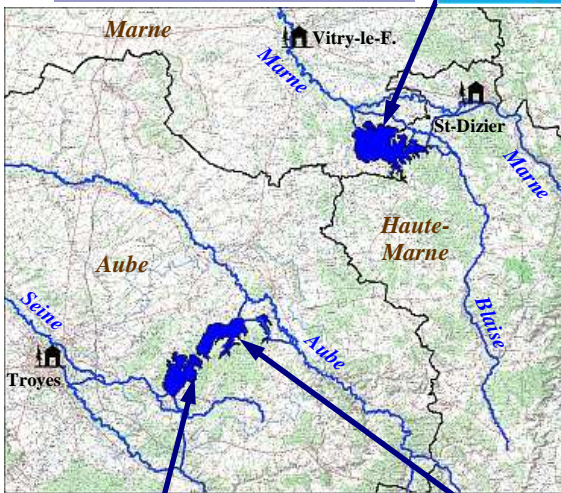 Marne
Vitry-le-F.
Marne
St-Dizier
Marne
Haute-
Marne
Aube
Seine
Blaise
Aube
Troyes